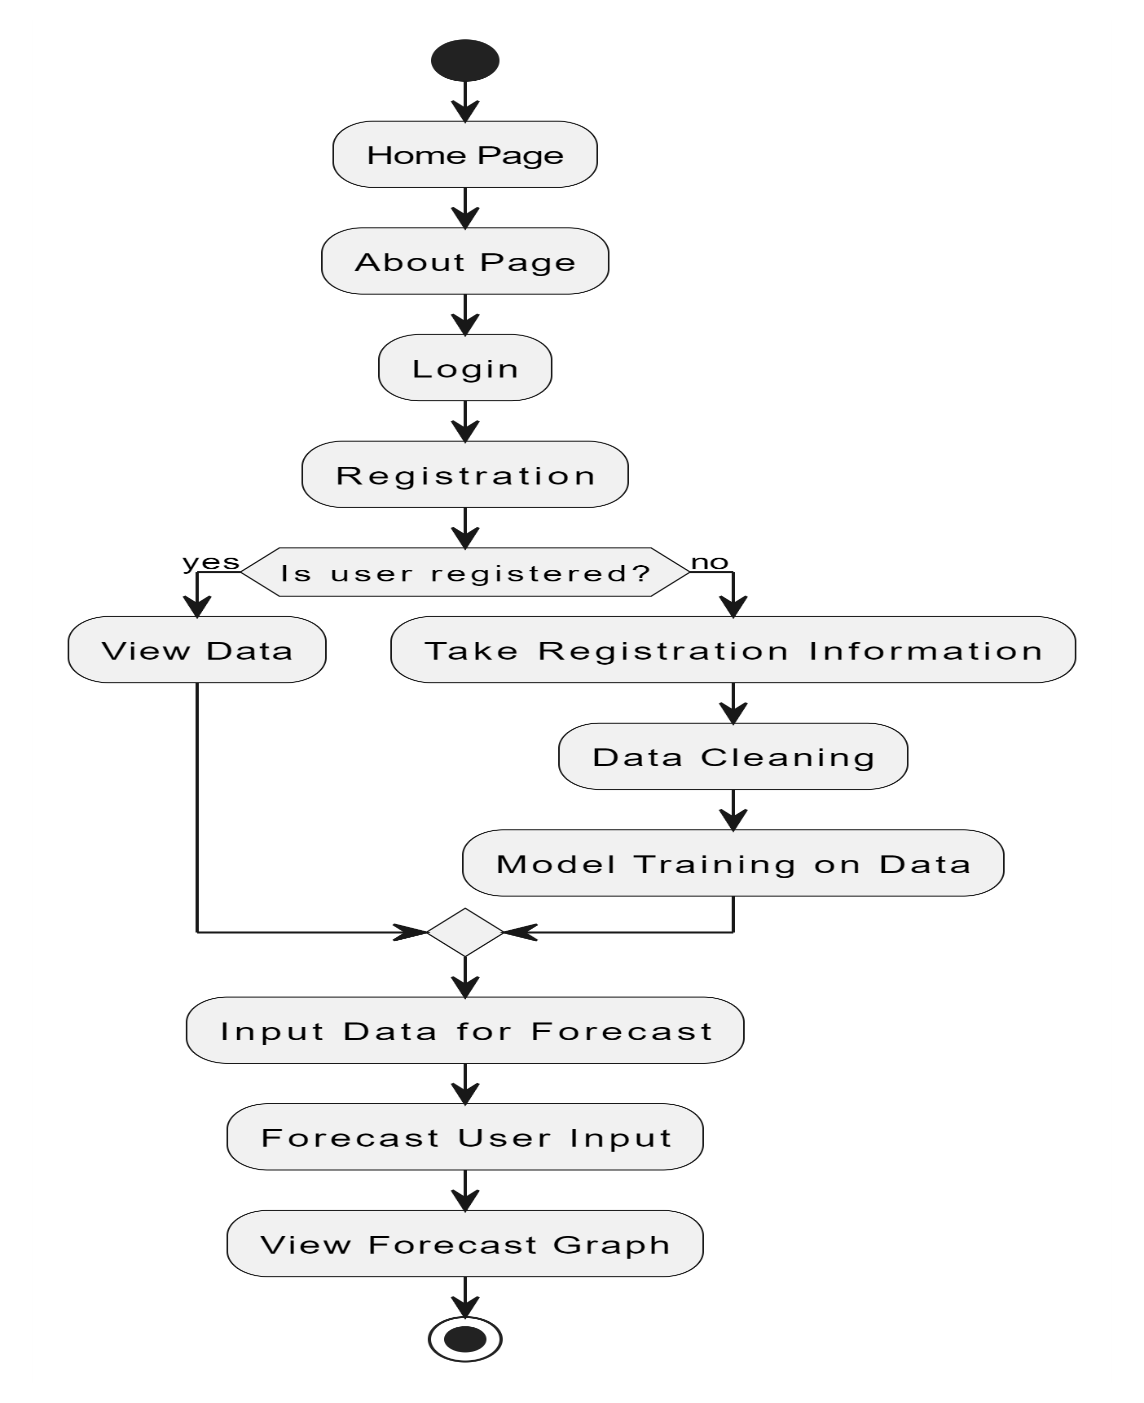 Home Page
About Page
Login
Registration
yes
Is user registered?
no
View Data
Take Registration Information
Data Cleaning
Model Training on Data
Input Data for Forecast
Forecast User Input
View Forecast Graph